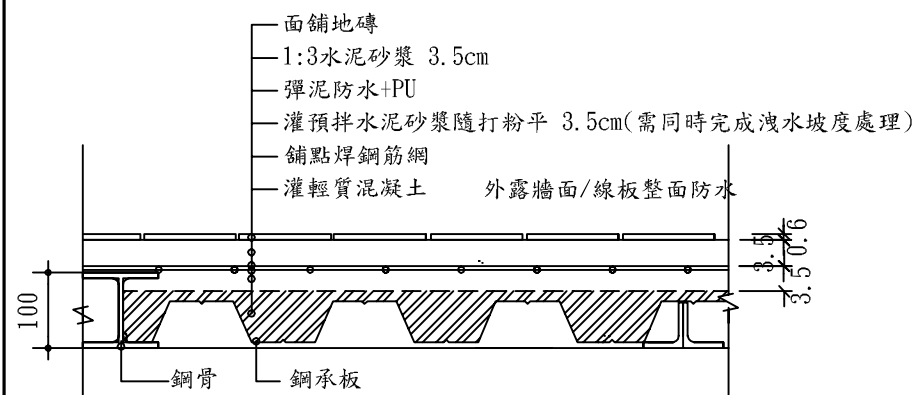 面舖地磚
1:3水泥砂漿 3.5cm
彈泥防水+PU
灌預拌水泥砂漿隨打粉平 3.5cm(需同時完成洩水坡度處理)
舖點焊鋼筋網
灌輕質混凝土 外露牆面/線板整面防水
3.5 0.6
3.5
100
鋼骨 鋼承板